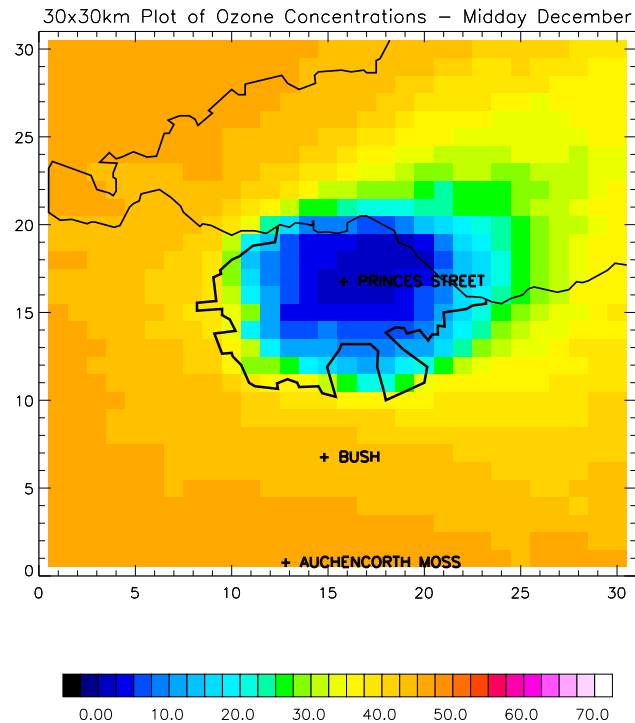 30x30km Plot of Ozone Concentrations – Midday December
30
25
20
15
10
5
0
PRINCES STREET
BUSH
AUCHENCORTH MOSS
0 5 10 15 20 25 30
0.00 10.0 20.0 30.0 40.0 50.0 60.0 70.0